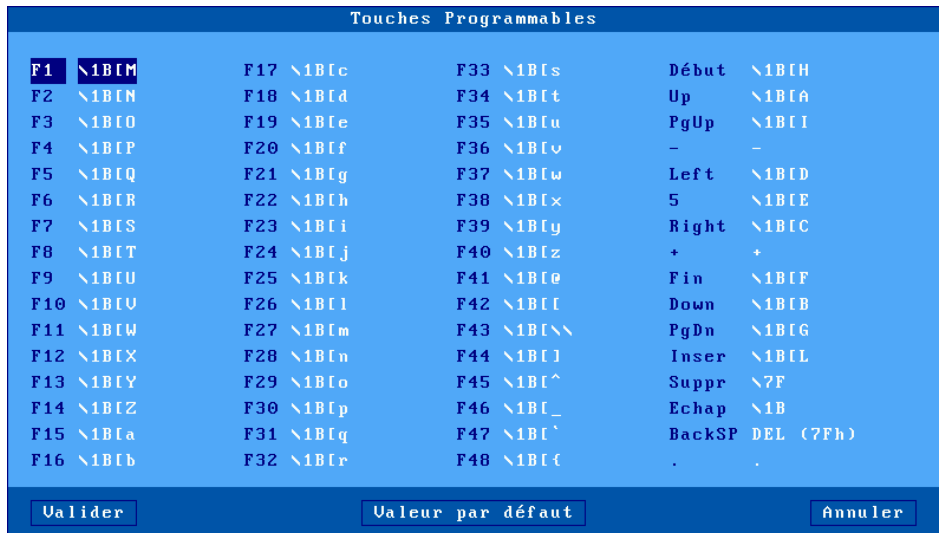 Touches Programmables
F1 \1B[M F17 \1B[c F33 \1B[s Début \1B[H
F2 \1B[N F18 \1B[d F34 \1B[t Up \1B[A
F3 \1B[O F19 \1B[e F35 \1B[u PgUp \1B[I
F4 \1B[P F20 \1B[f F36 \1B[v - -
F5 \1B[Q F21 \1B[g F37 \1B[w Left \1B[D
F6 \1B[R F22 \1B[h F38 \1B[x 5 \1B[E
F7 \1B[S F23 \1B[i F39 \1B[y Right \1B[C
F8 \1B[T F24 \1B[j F40 \1B[z + +
F9 \1B[U F25 \1B[k F41 \1B[@ Fin \1B[F
F10 \1B[V F26 \1B[l F42 \1B[[ Down \1B[B
F11 \1B[W F27 \1B[m F43 \1B[\\ PgDn \1B[G
F12 \1B[X F28 \1B[n F44 \1B[] Inser \1B[L
F13 \1B[Y F29 \1B[o F45 \1B[^ Suppr \7F
F14 \1B[Z F30 \1B[p F46 \1B[_ Echap \1B
F15 \1B[a F31 \1B[q F47 \1B[` BackSP DEL (7Fh)
F16 \1B[b F32 \1B[r F48 \1B[{ . .
Valider Valeur par défaut Annuler